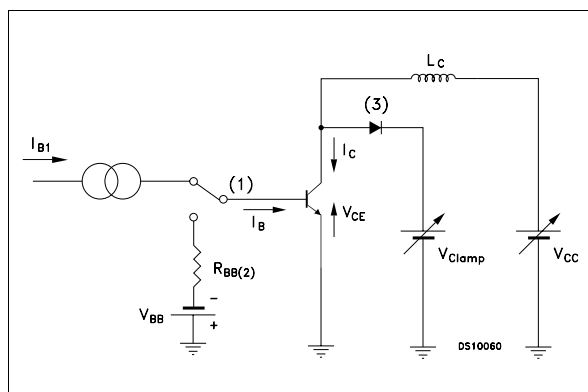 L_C
(3)
I_B1
(1)
I_C
I_B
V_CE
R_BB(2)
V_Clamp
V_CC
−
V_BB
+
DS10060